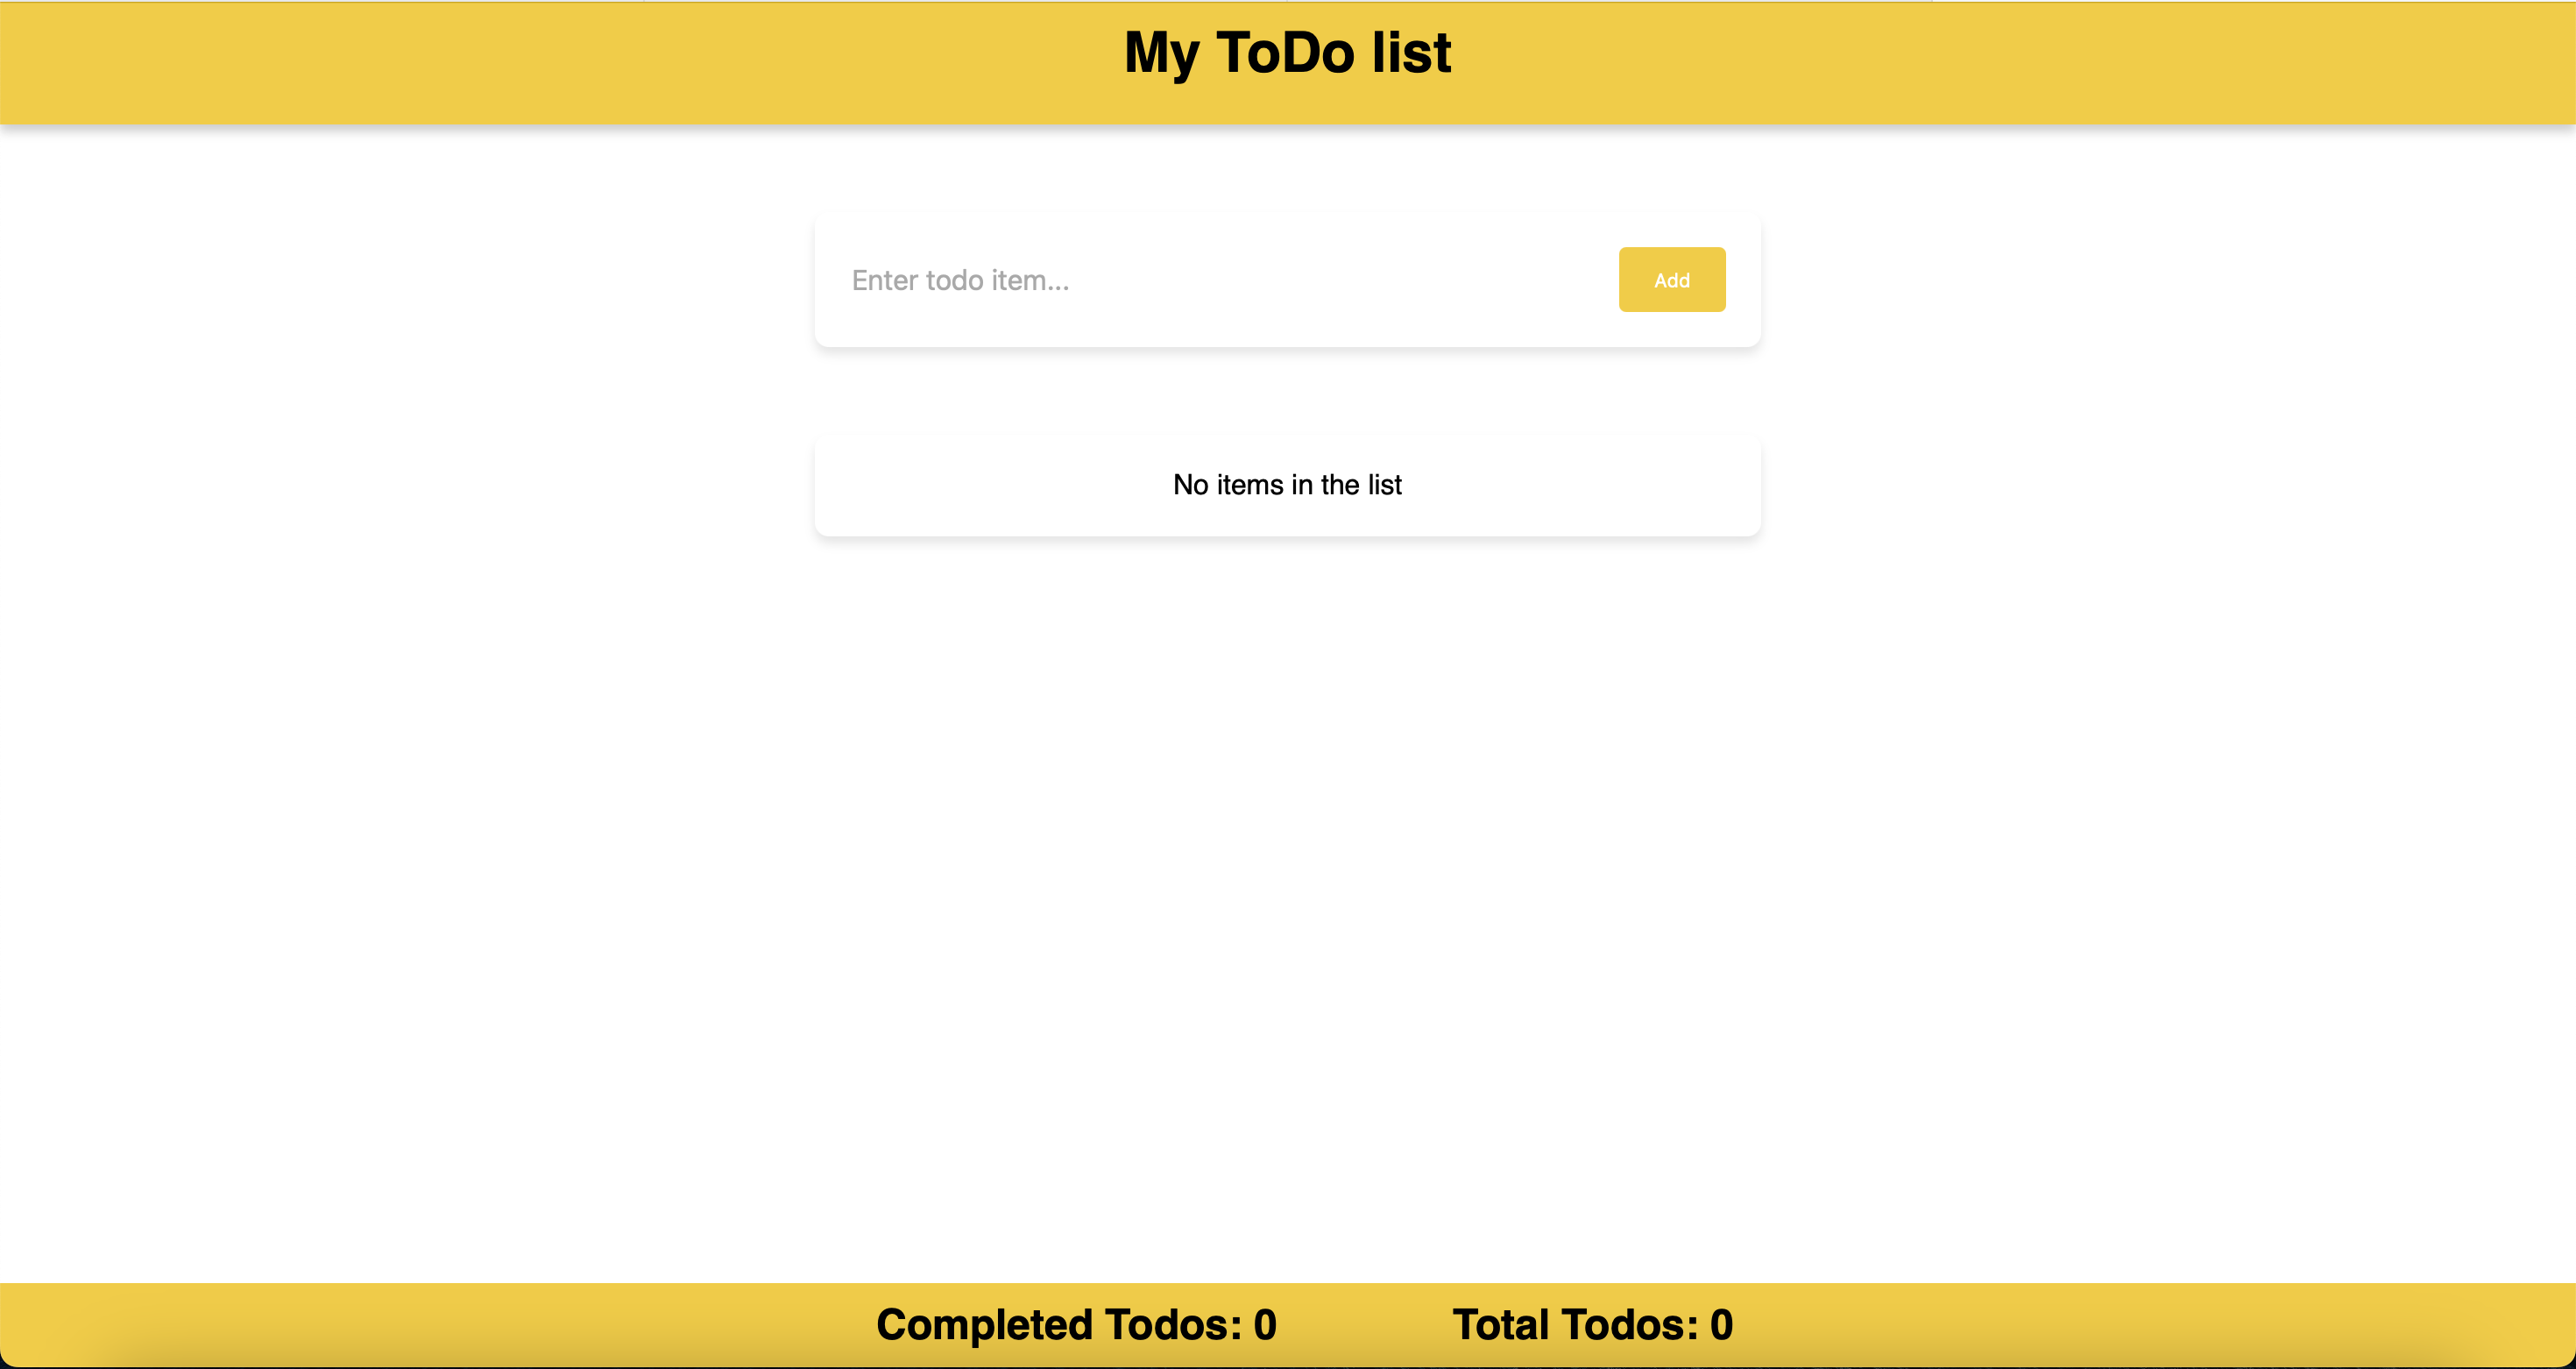 My ToDo list
Enter todo item...
Add
No items in the list
Completed Todos: 0
Total Todos: 0